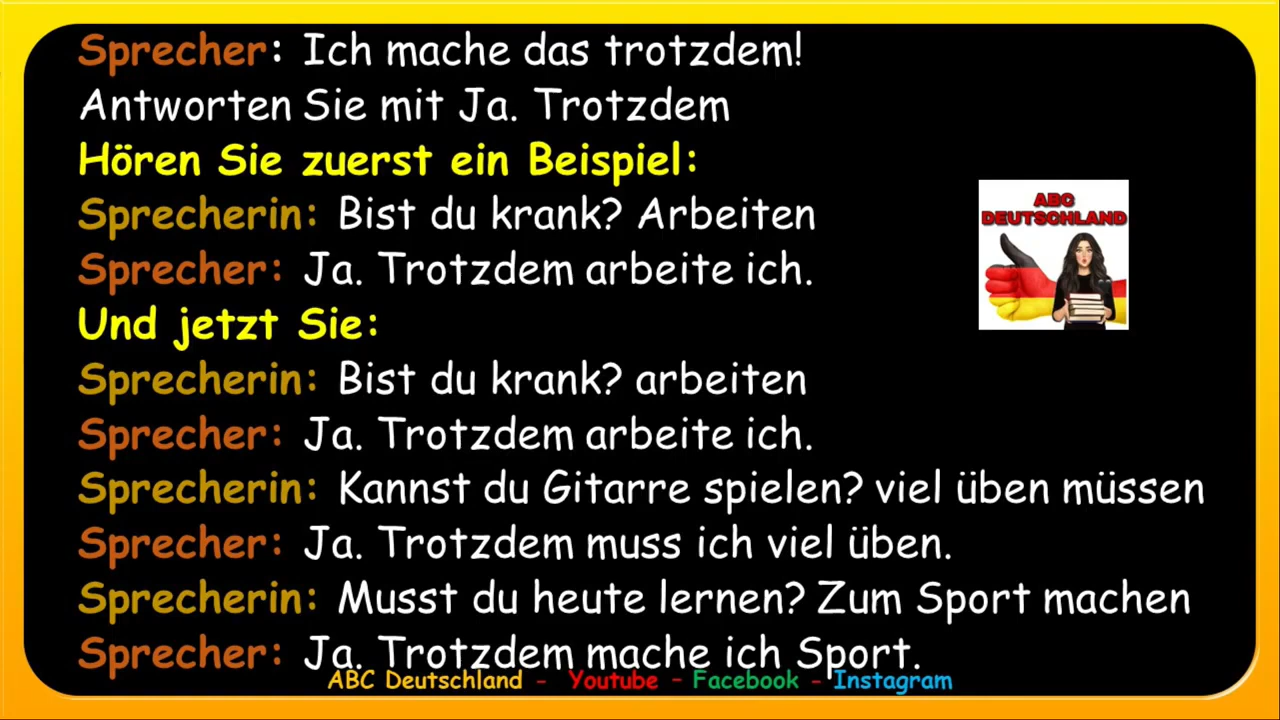 Sprecher: Ich mache das trotzdem!
Antworten Sie mit Ja. Trotzdem
Hören Sie zuerst ein Beispiel:
Sprecherin: Bist du krank? Arbeiten
Sprecher: Ja. Trotzdem arbeite ich.
Und jetzt Sie:
Sprecherin: Bist du krank? arbeiten
Sprecher: Ja. Trotzdem arbeite ich.
Sprecherin: Kannst du Gitarre spielen? viel üben müssen
Sprecher: Ja. Trotzdem muss ich viel üben.
Sprecherin: Musst du heute lernen? Zum Sport machen
Sprecher: Ja. Trotzdem mache ich Sport.
ABC
DEUTSCHLAND
ABC Deutschland - Youtube - Facebook - Instagram